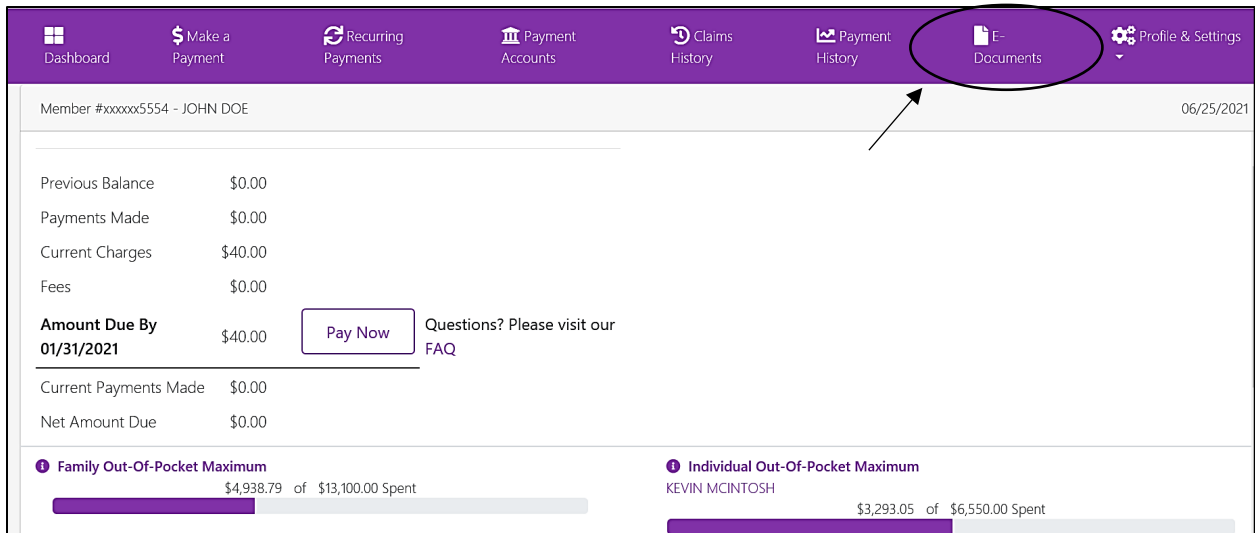 Dashboard
$ Make a
Payment
Recurring
Payments
Payment
Accounts
Claims
History
Payment
History
E-
Documents
Profile & Settings
Member #xxxxxx5554 - JOHN DOE
06/25/2021
Previous Balance $0.00
Payments Made $0.00
Current Charges $40.00
Fees $0.00
Amount Due By
01/31/2021
$40.00
Pay Now
Questions? Please visit our
FAQ
Current Payments Made $0.00
Net Amount Due $0.00
Family Out-Of-Pocket Maximum
$4,938.79 of $13,100.00 Spent
Individual Out-Of-Pocket Maximum
KEVIN MCINTOSH
$3,293.05 of $6,550.00 Spent